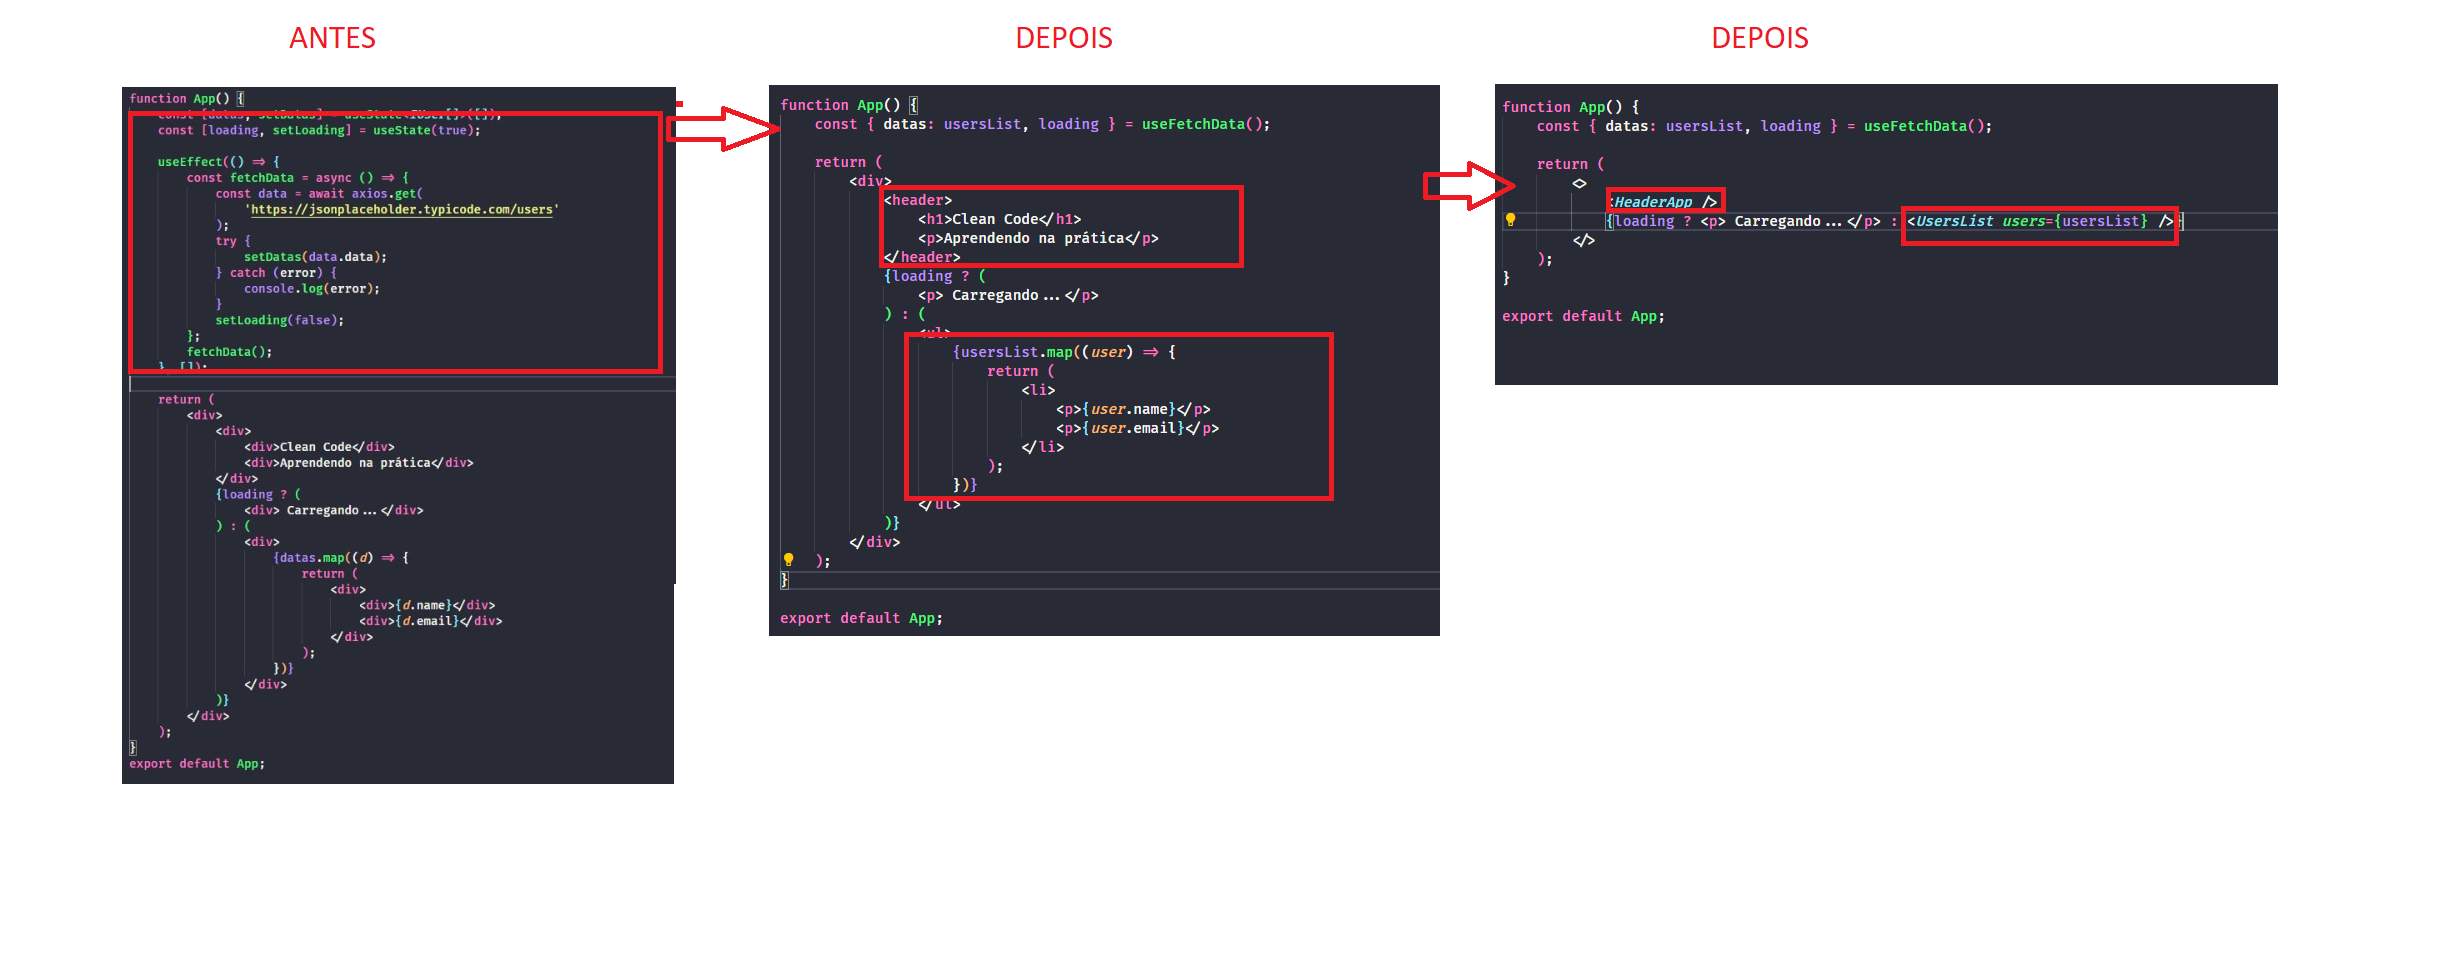 ANTES
function App() {
const [datas, setDatas] = useState<IUser[]>([]);
const [loading, setLoading] = useState(true);
useEffect(() => {
const fetchData = async () => {
const data = await axios.get(
'https://jsonplaceholder.typicode.com/users'
);
try {
setDatas(data.data);
} catch (error) {
console.log(error);
}
setLoading(false);
};
fetchData();
}, []);
return (
<div>
<div>
<div>Clean Code</div>
<div>Aprendendo na prática</div>
</div>
{loading ? (
<div> Carregando...</div>
) : (
<div>
{datas.map((d) => {
return (
<div>
<div>{d.name}</div>
<div>{d.email}</div>
</div>
);
})}
</div>
)}
</div>
);
}
export default App;
DEPOIS
function App() {
const { datas: usersList, loading } = useFetchData();
return (
<div>
<header>
<h1>Clean Code</h1>
<p>Aprendendo na prática</p>
</header>
{loading ? (
<p> Carregando...</p>
) : (
<ul>
{usersList.map((user) => {
return (
<li>
<p>{user.name}</p>
<p>{user.email}</p>
</li>
);
})}
</ul>
)}
</div>
);
}
export default App;
DEPOIS
function App() {
const { datas: usersList, loading } = useFetchData();
return (
<>
<HeaderApp />
{loading ? <p> Carregando...</p> : <UsersList users={usersList} />}
</>
);
}
export default App;